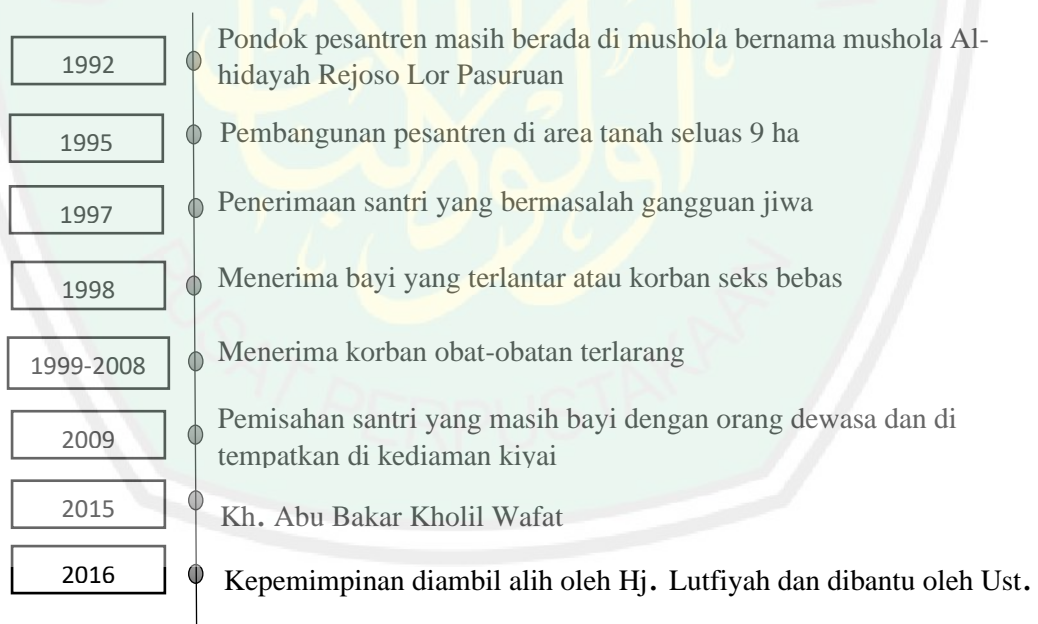 1992
Pondok pesantren masih berada di mushola bernama mushola Al-
hidayah Rejoso Lor Pasuruan
1995
Pembangunan pesantren di area tanah seluas 9 ha
1997
Penerimaan santri yang bermasalah gangguan jiwa
1998
Menerima bayi yang terlantar atau korban seks bebas
1999-2008
Menerima korban obat-obatan terlarang
2009
Pemisahan santri yang masih bayi dengan orang dewasa dan di
tempatkan di kediaman kiyai
2015
Kh. Abu Bakar Kholil Wafat
2016
Kepemimpinan diambil alih oleh Hj. Lutfiyah dan dibantu oleh Ust.
PUSAT PERPUSTAKAAN